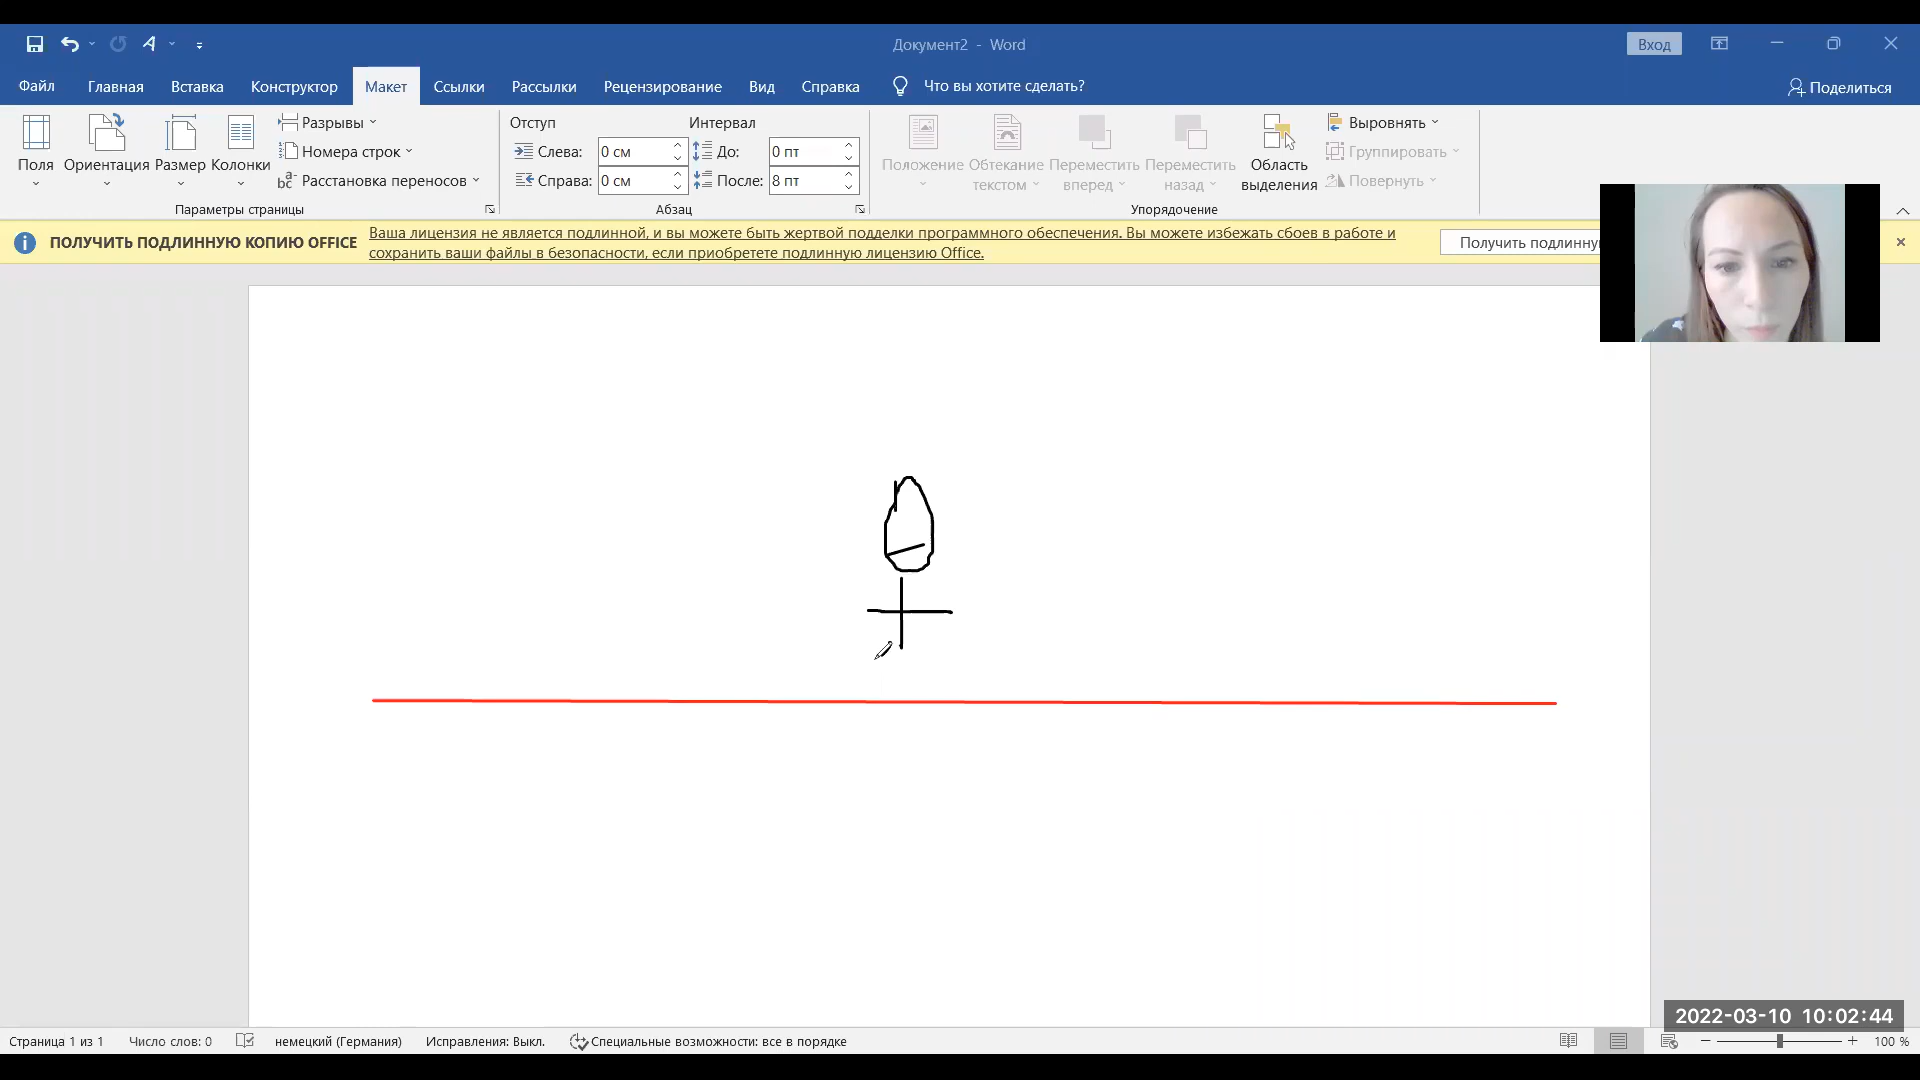 Документ2 - Word
Вход
Файл
Главная
Вставка
Конструктор
Макет
Ссылки
Рассылки
Рецензирование
Вид
Справка
Что вы хотите сделать?
Поделиться
Поля
Ориентация
Размер
Колонки
Разрывы
Номера строк
Расстановка переносов
Параметры страницы
Отступ
Слева: 0 см
Справа: 0 см
Интервал
До: 0 пт
После: 8 пт
Абзац
Положение
Обтекание
текстом
Переместить
вперед
Переместить
назад
Область
выделения
Выровнять
Группировать
Повернуть
Упорядочение
ПОЛУЧИТЬ ПОДЛИННУЮ КОПИЮ OFFICE
Ваша лицензия не является подлинной, и вы можете быть жертвой подделки программного обеспечения. Вы можете избежать сбоев в работе и
сохранить ваши файлы в безопасности, если приобретете подлинную лицензию Office.
Получить
2022-03-10 10:02:44
Страница 1 из 1
Число слов: 0
немецкий (Германия)
Исправления: Выкл.
Специальные возможности: все в порядке
100 %